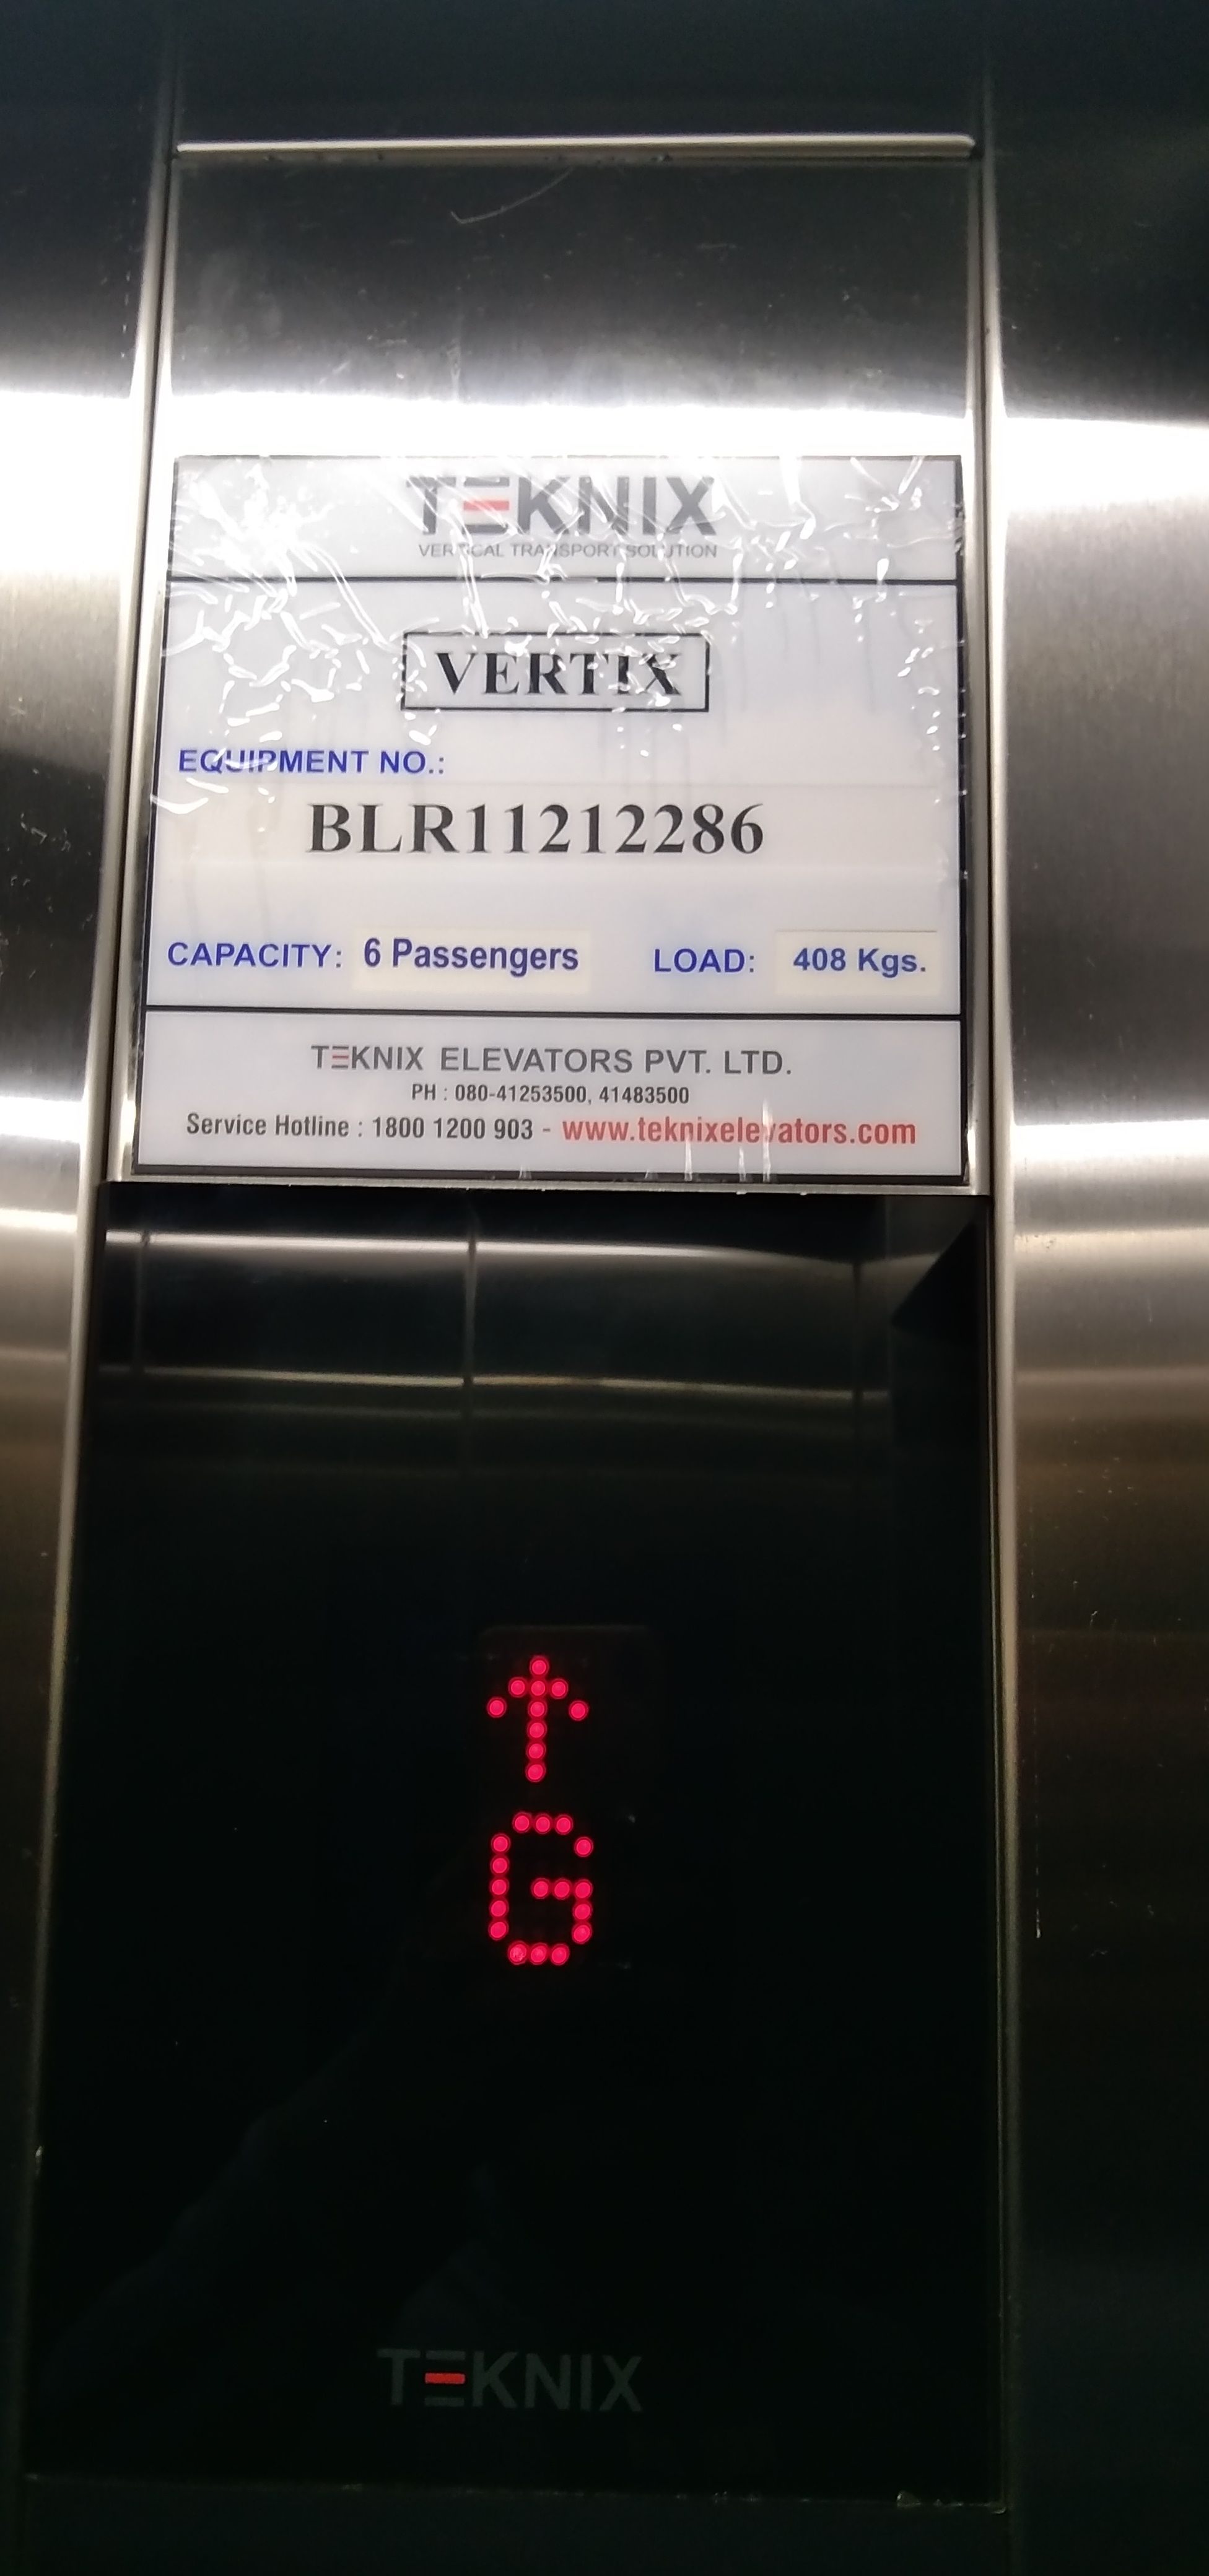 TEKNIX
VERTICAL TRANSPORT SOLUTION
VERTIX
EQUIPMENT NO.:
BLR11212286
CAPACITY: 6 Passengers LOAD: 408 Kgs.
TEKNIX ELEVATORS PVT. LTD.
PH : 080-41253500, 41483500
Service Hotline : 1800 1200 903 - www.teknixelevators.com
↑
G
TEKNIX